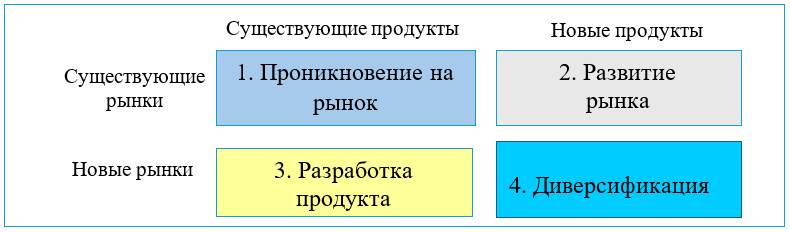 Существующие продукты
Новые продукты
Существующие
рынки
1. Проникновение на
рынок
2. Развитие
рынка
Новые рынки
3. Разработка
продукта
4. Диверсификация